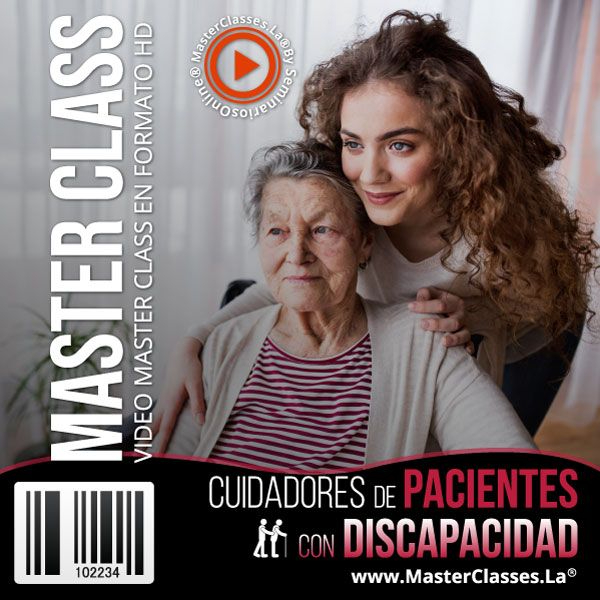 MASTER CLASS
VIDEO MASTER CLASS EN FORMATO HD
MasterClasses.La®By SeminariosOnline®
CUIDADORES DE PACIENTES
CON DISCAPACIDAD
102234
www.MasterClasses.La®